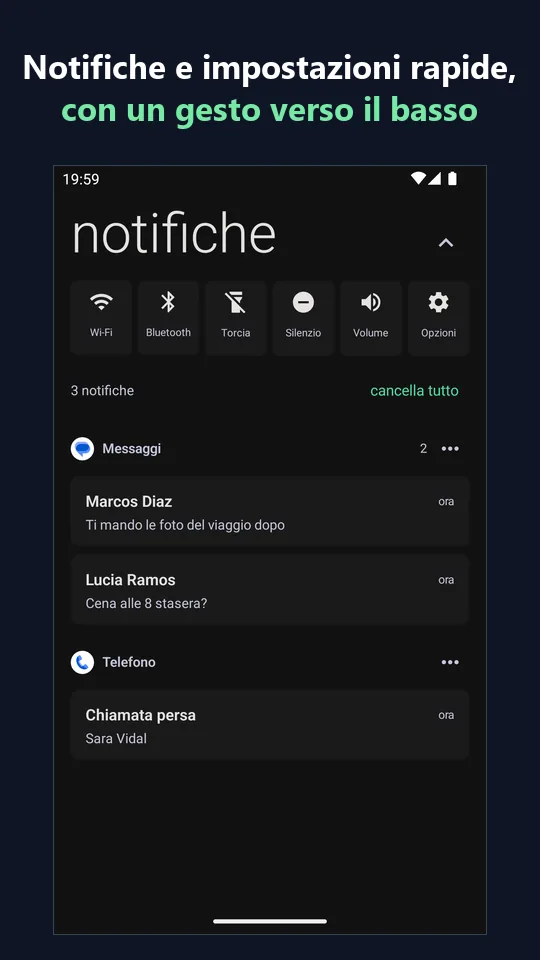 Notifiche e impostazioni rapide,
con un gesto verso il basso
19:59
notifiche
Wi-Fi
Bluetooth
Torcia
Silenzio
Volume
Opzioni
3 notifiche
cancella tutto
Messaggi
2
Marcos Diaz
ora
Ti mando le foto del viaggio dopo
Lucia Ramos
ora
Cena alle 8 stasera?
Telefono
Chiamata persa
ora
Sara Vidal